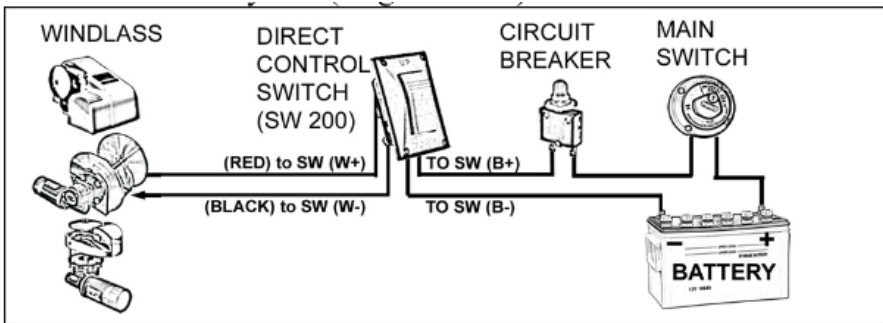 WINDLASS
DIRECT
CONTROL
SWITCH
(SW 200)
CIRCUIT
BREAKER
MAIN
SWITCH
(RED) to SW (W+)
TO SW (B+)
(BLACK) to SW (W-)
TO SW (B-)
- +
BATTERY